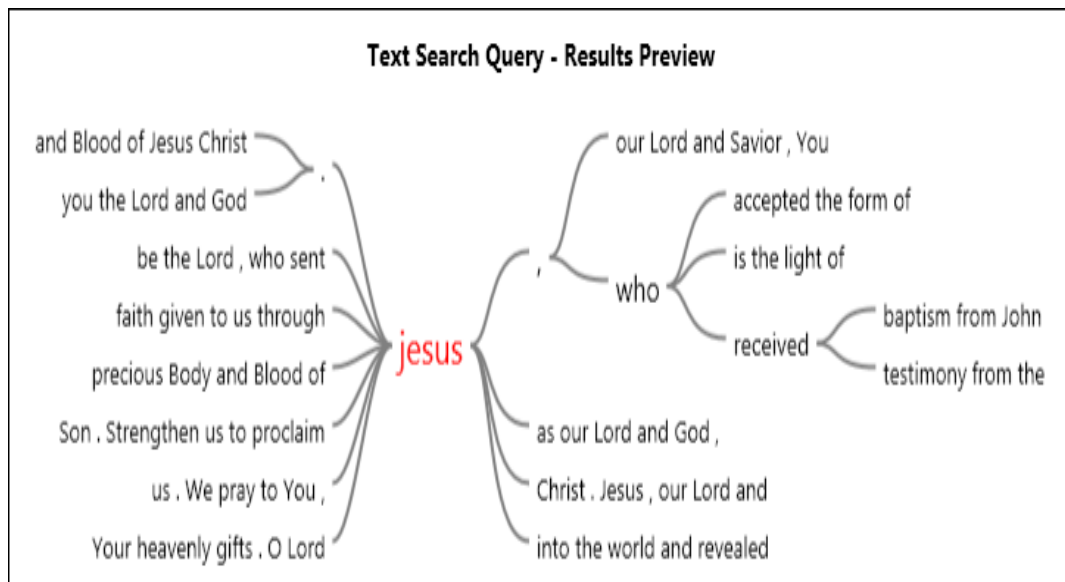 Text Search Query - Results Preview
and Blood of Jesus Christ
you the Lord and God
.
be the Lord , who sent
faith given to us through
precious Body and Blood of
Son . Strengthen us to proclaim
us . We pray to You ,
Your heavenly gifts . O Lord
jesus
,
our Lord and Savior , You
who
accepted the form of
is the light of
received
baptism from John
testimony from the
as our Lord and God ,
Christ . Jesus , our Lord and
into the world and revealed